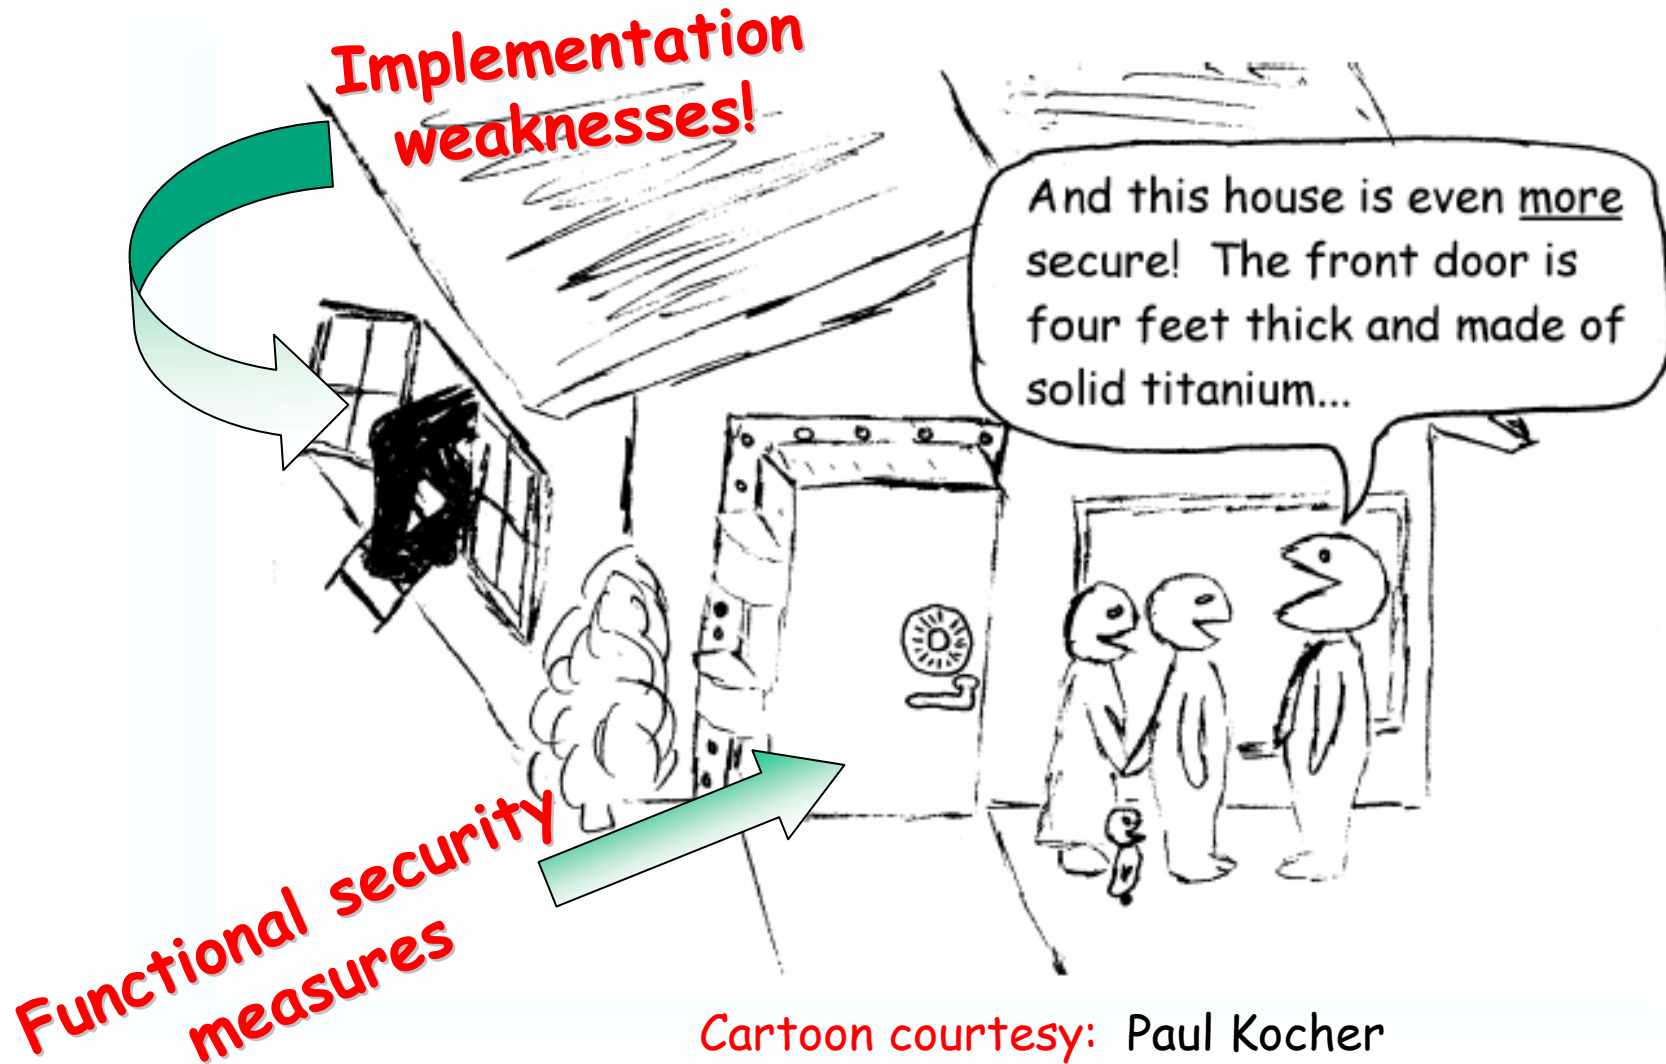 Implementation
weaknesses!
And this house is even more
secure! The front door is
four feet thick and made of
solid titanium...
Functional security
measures
Cartoon courtesy: Paul Kocher